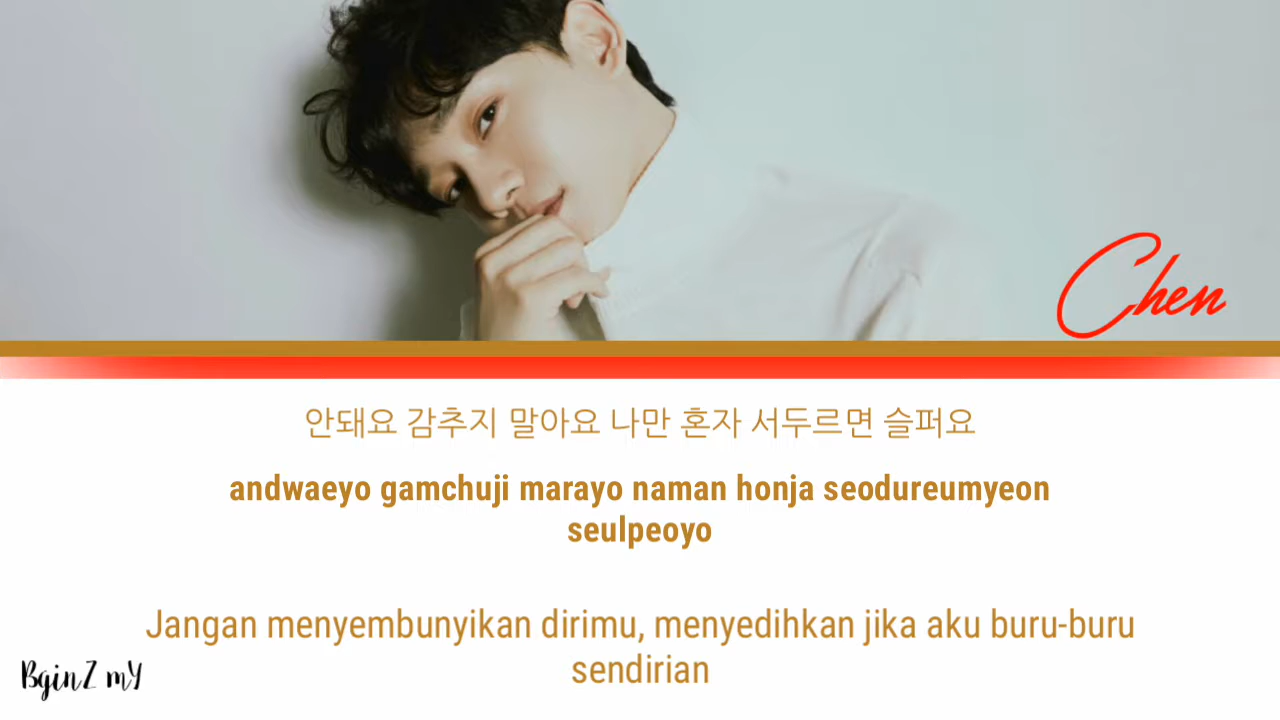 Chen
안돼요 감추지 말아요 나만 혼자 서두르면 슬퍼요
andwaeyo gamchuji marayo naman honja seodureumyeon
seulpeoyo
Jangan menyembunyikan dirimu, menyedihkan jika aku buru-buru
sendirian
BginZ mY